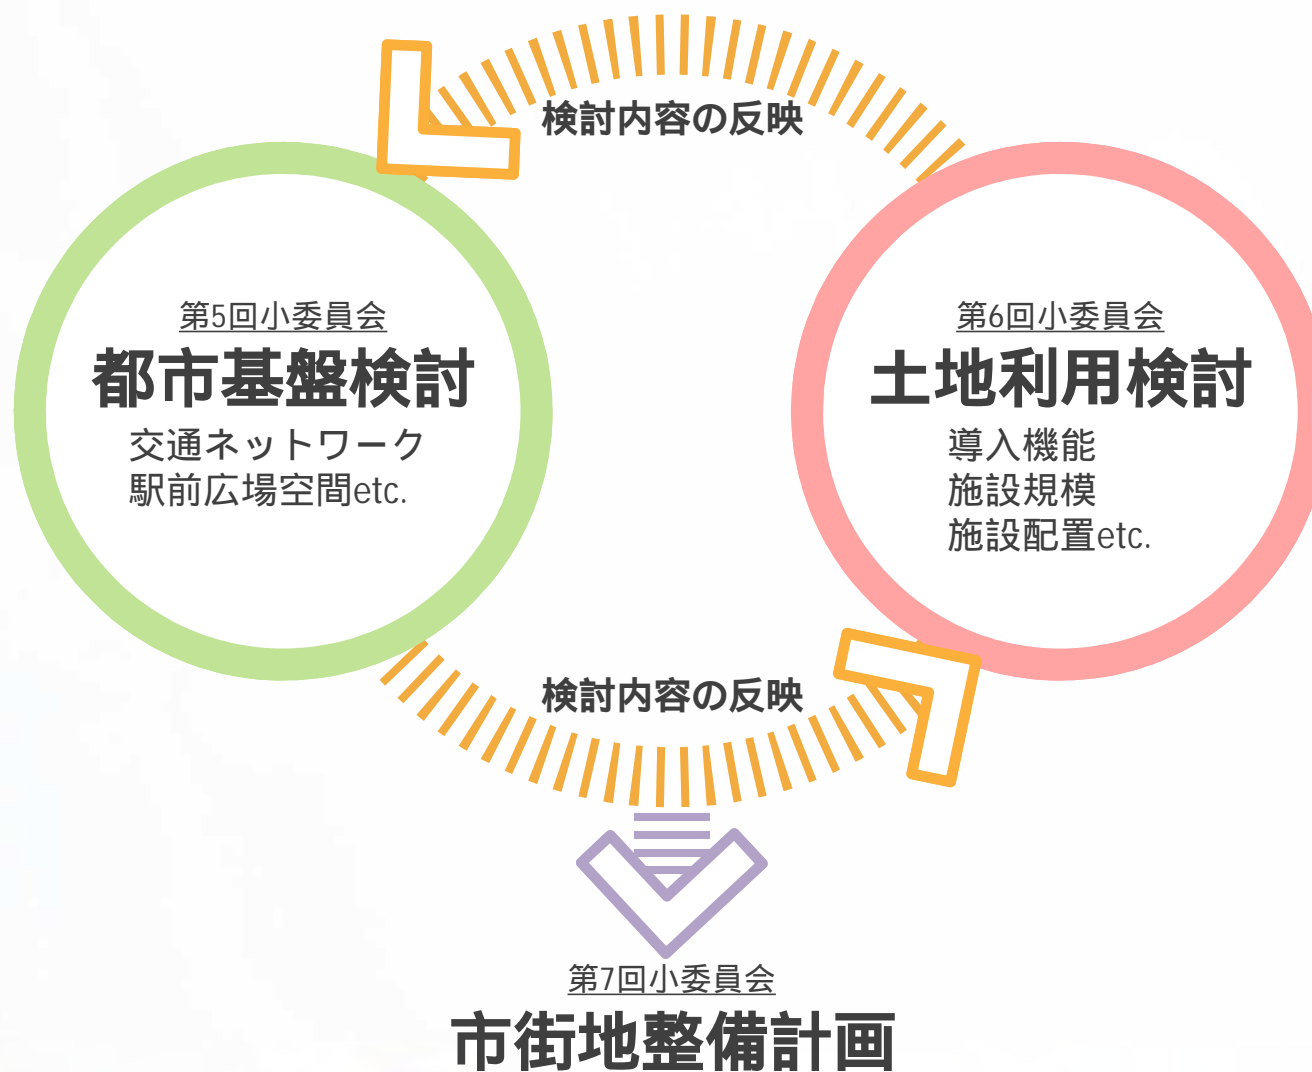 検討内容の反映
第5回小委員会
都市基盤検討
交通ネットワーク
駅前広場空間etc.
第6回小委員会
土地利用検討
導入機能
施設規模
施設配置etc.
検討内容の反映
第7回小委員会
市街地整備計画